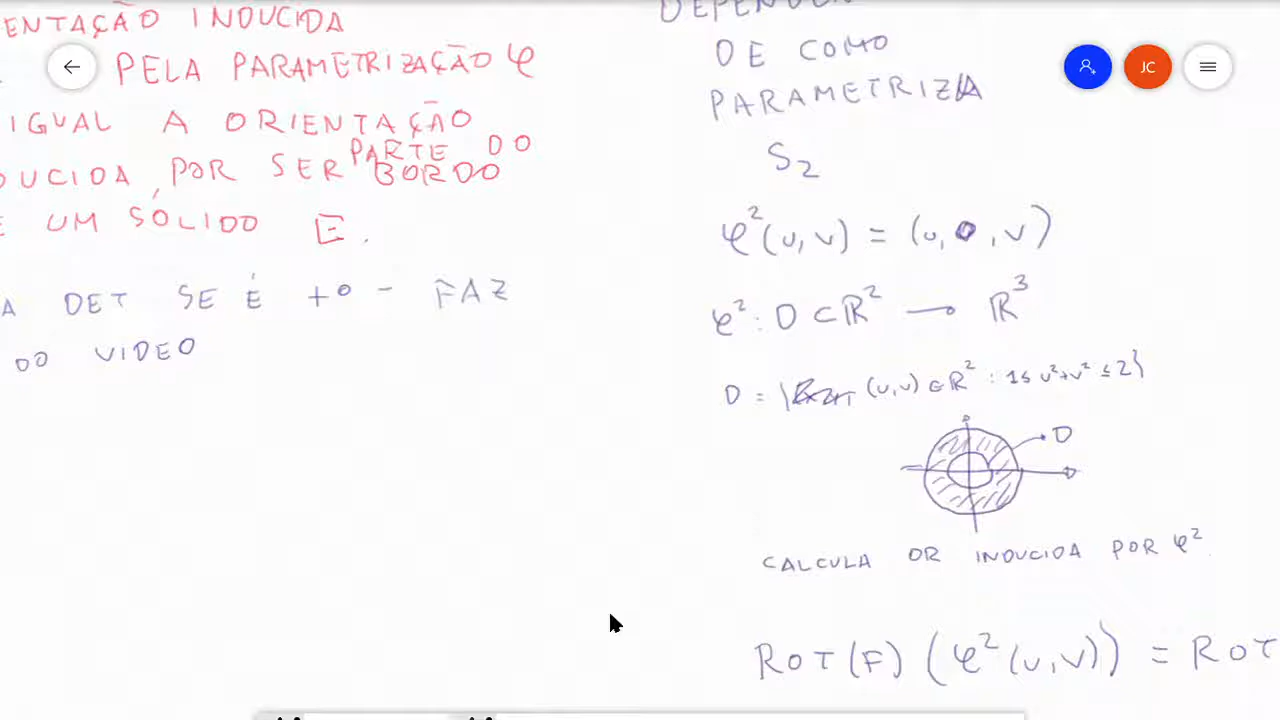 ENTAÇÃO INDUCIDA
PELA PARAMETRIZAÇÃO φ
IGUAL A ORIENTAÇÃO
DUCIDA, POR SER PARTE DO BORDO
E UM SÓLIDO E.
A DET SE É + O - FAZ
DO VIDEO
DE COMO
PARAMETRIZA
S₂
φ²(u,v) = (u,0,v)
φ²: D ⊂ ℝ² → ℝ³
D = { (u,v) ∈ ℝ² : 1≤ u²+v² ≤ 2}
D
CALCULA OR INDUCIDA POR φ².
ROT(F) (φ²(u,v)) = ROT
JC